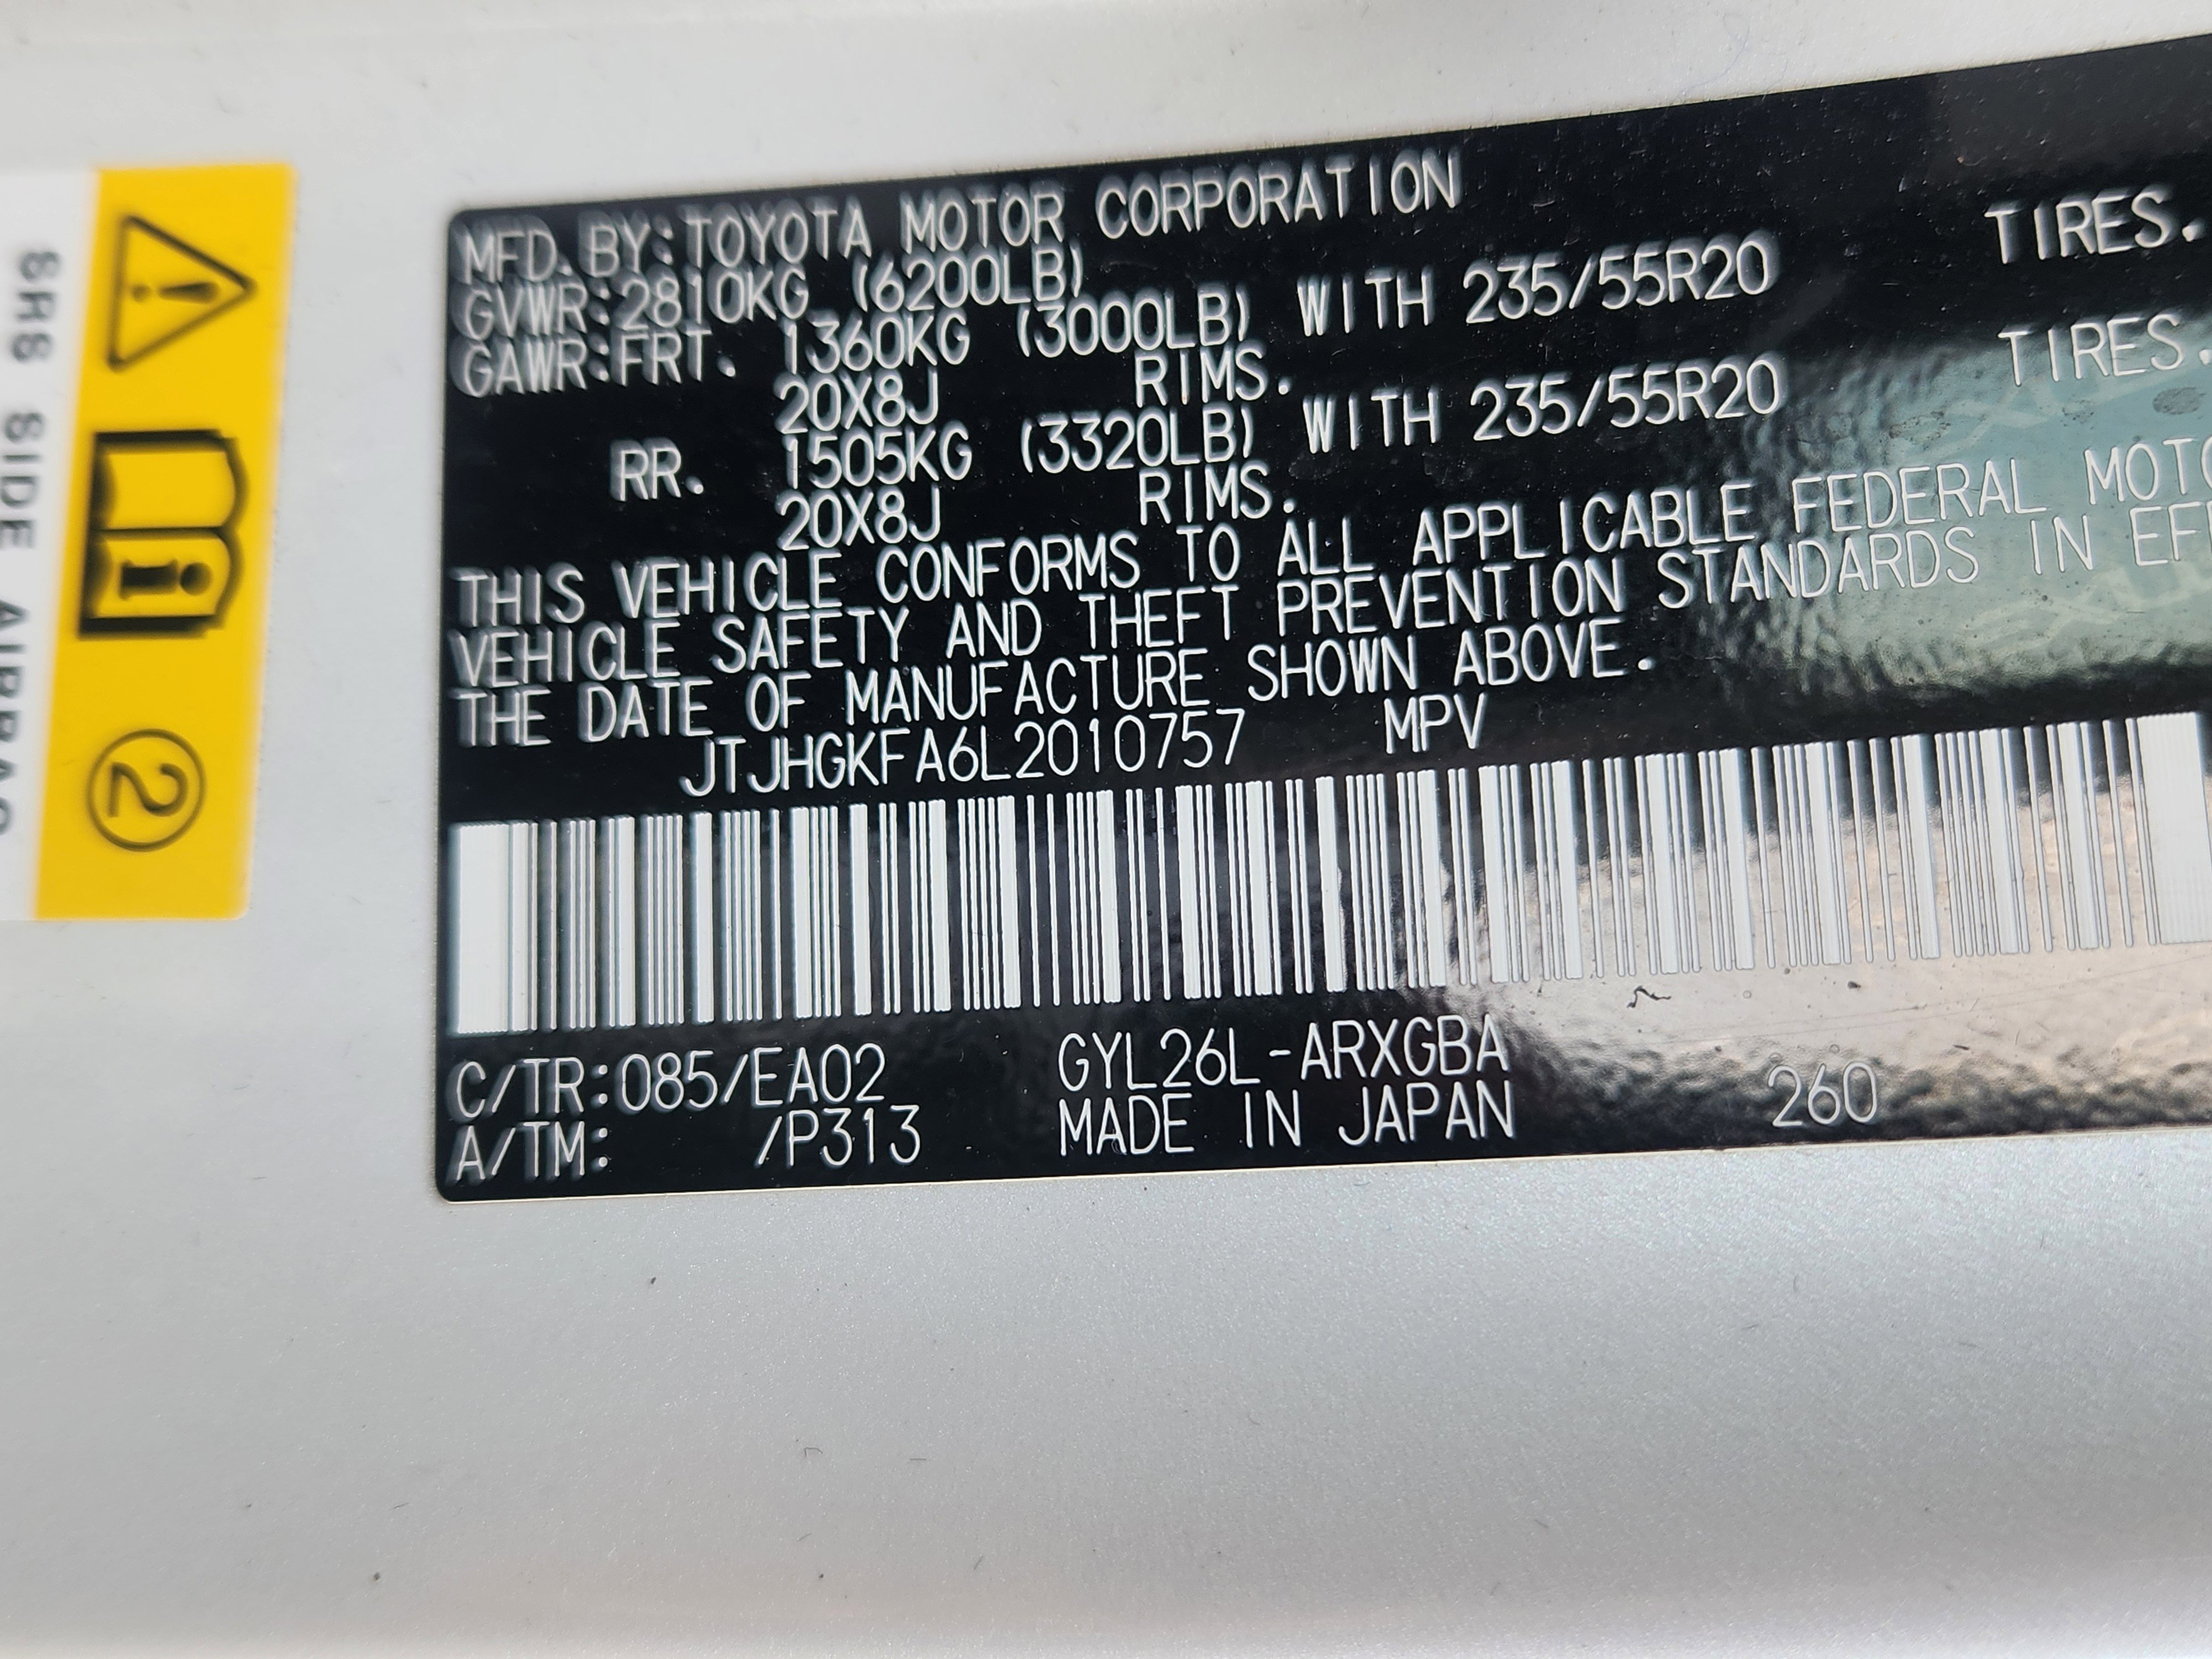 MFD. BY:TOYOTA MOTOR CORPORATION
GVWR:2810KG (6200LB)
GAWR:FRT. 1360KG (3000LB) WITH 235/55R20 TIRES.
20X8J RIMS.
RR. 1505KG (3320LB) WITH 235/55R20 TIRES.
20X8J RIMS.
THIS VEHICLE CONFORMS TO ALL APPLICABLE FEDERAL
VEHICLE SAFETY AND THEFT PREVENTION STANDARDS IN
THE DATE OF MANUFACTURE SHOWN ABOVE.
JTJHGKFA6L2010757 MPV
C/TR:085/EA02 GYL26L-ARXGBA
A/TM: /P313 MADE IN JAPAN 260
SRS SIDE
2